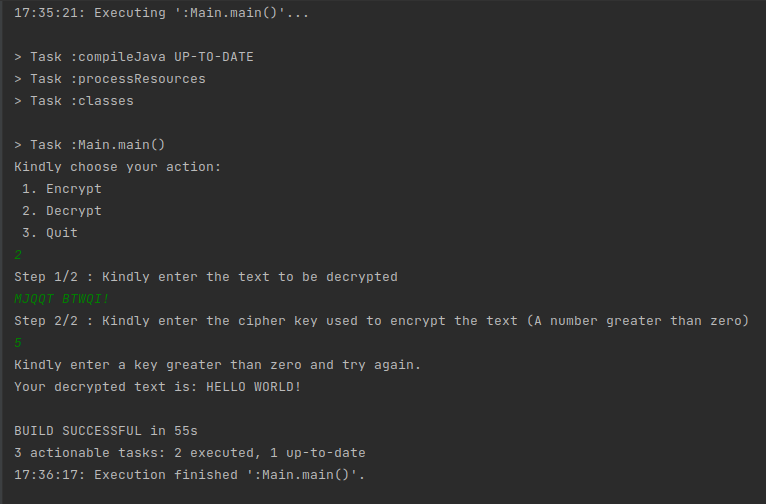 17:35:21: Executing ':Main.main()'...
> Task :compileJava UP-TO-DATE
> Task :processResources
> Task :classes
> Task :Main.main()
Kindly choose your action:
1. Encrypt
2. Decrypt
3. Quit
2
Step 1/2 : Kindly enter the text to be decrypted
MJQQT BTWQI!
Step 2/2 : Kindly enter the cipher key used to encrypt the text (A number greater than zero)
5
Kindly enter a key greater than zero and try again.
Your decrypted text is: HELLO WORLD!
BUILD SUCCESSFUL in 55s
3 actionable tasks: 2 executed, 1 up-to-date
17:36:17: Execution finished ':Main.main()'.